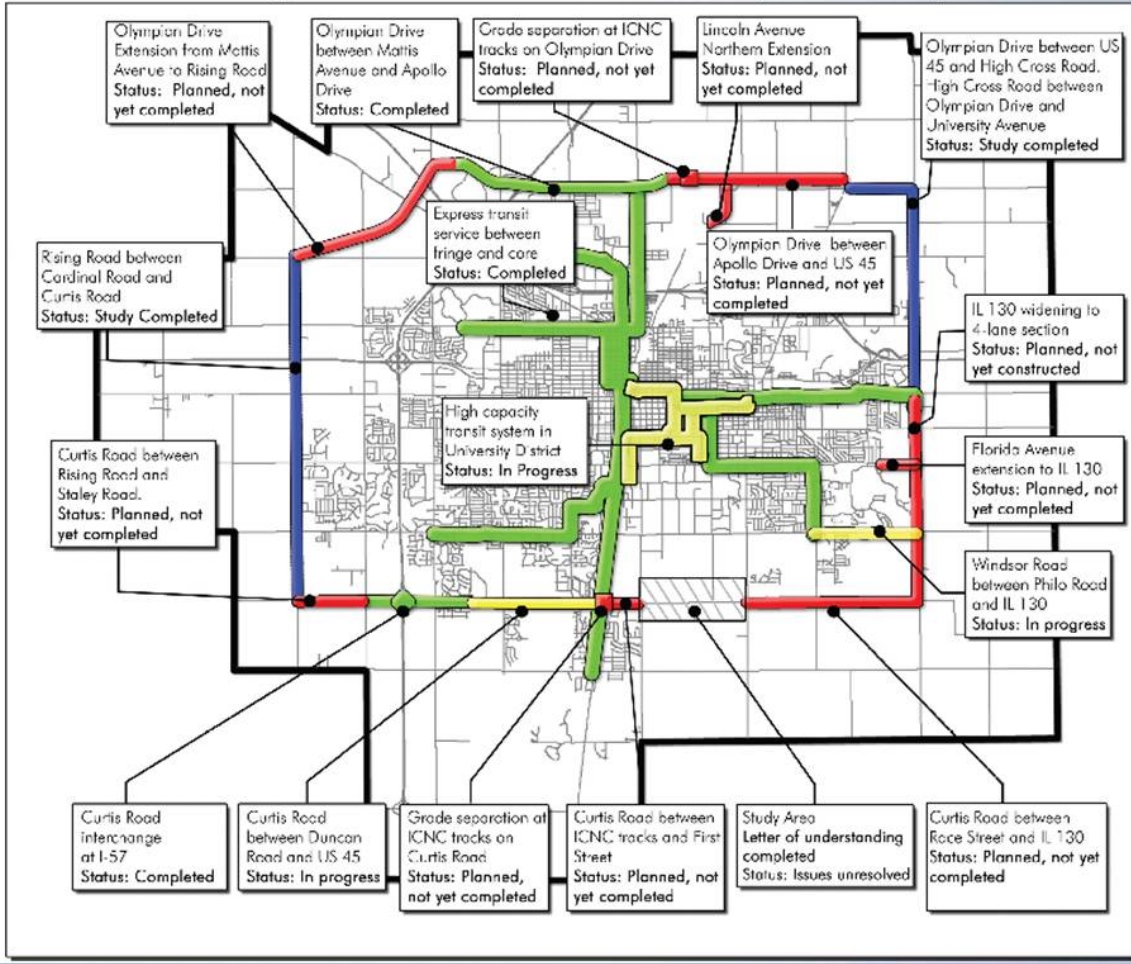 Olympian Drive
Extension from Mattis
Avenue to Rising Road
Status: Planned, not
yet completed
Olympian Drive
between Mattis
Avenue and Apollo
Drive
Status: Completed
Grade separation at ICNC
tracks on Olympian Drive
Status: Planned, not yet
completed
Lincoln Avenue
Northern Extension
Status: Planned, not
yet completed
Olympian Drive between US
45 and High Cross Road.
High Cross Road between
Olympian Drive and
University Avenue
Status: Study completed
Express transit
service between
fringe and core
Status: Completed
Olympian Drive between
Apollo Drive and US 45
Status: Planned, not yet
completed
Rising Road between
Cardinal Road and
Curtis Road
Status: Study Completed
IL 130 widening to
4-lane section
Status: Planned, not
yet constructed
High capacity
transit system in
University District
Status: In Progress
Curtis Road between
Rising Road and
Staley Road.
Status: Planned, not
yet completed
Florida Avenue
extension to IL 130
Status: Planned, not
yet completed
Windsor Road
between Philo Road
and IL 130
Status: In progress
Curtis Road
interchange
at I-57
Status: Completed
Curtis Road
between Duncan
Road and US 45
Status: In progress
Grade separation at
ICNC tracks on
Curtis Road
Status: Planned,
not yet completed
Curtis Road between
ICNC tracks and First
Street
Status: Planned, not
yet completed
Study Area
Letter of understanding
completed
Status: Issues unresolved
Curtis Road between
Race Street and IL 130
Status: Planned, not yet
completed